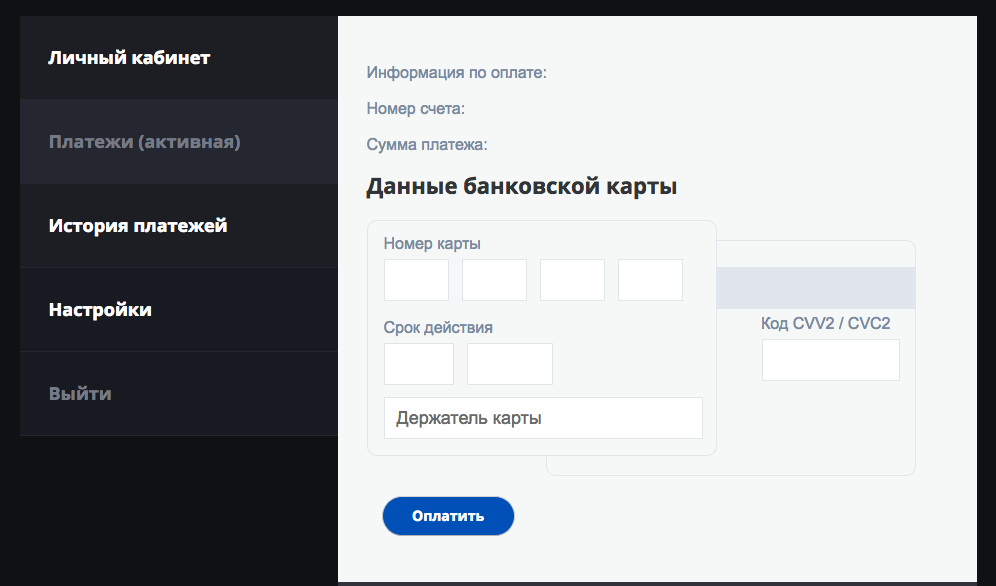 Личный кабинет
Платежи (активная)
История платежей
Настройки
Выйти
Информация по оплате:
Номер счета:
Сумма платежа:
Данные банковской карты
Номер карты
Срок действия
Держатель карты
Код CVV2 / CVC2
Оплатить